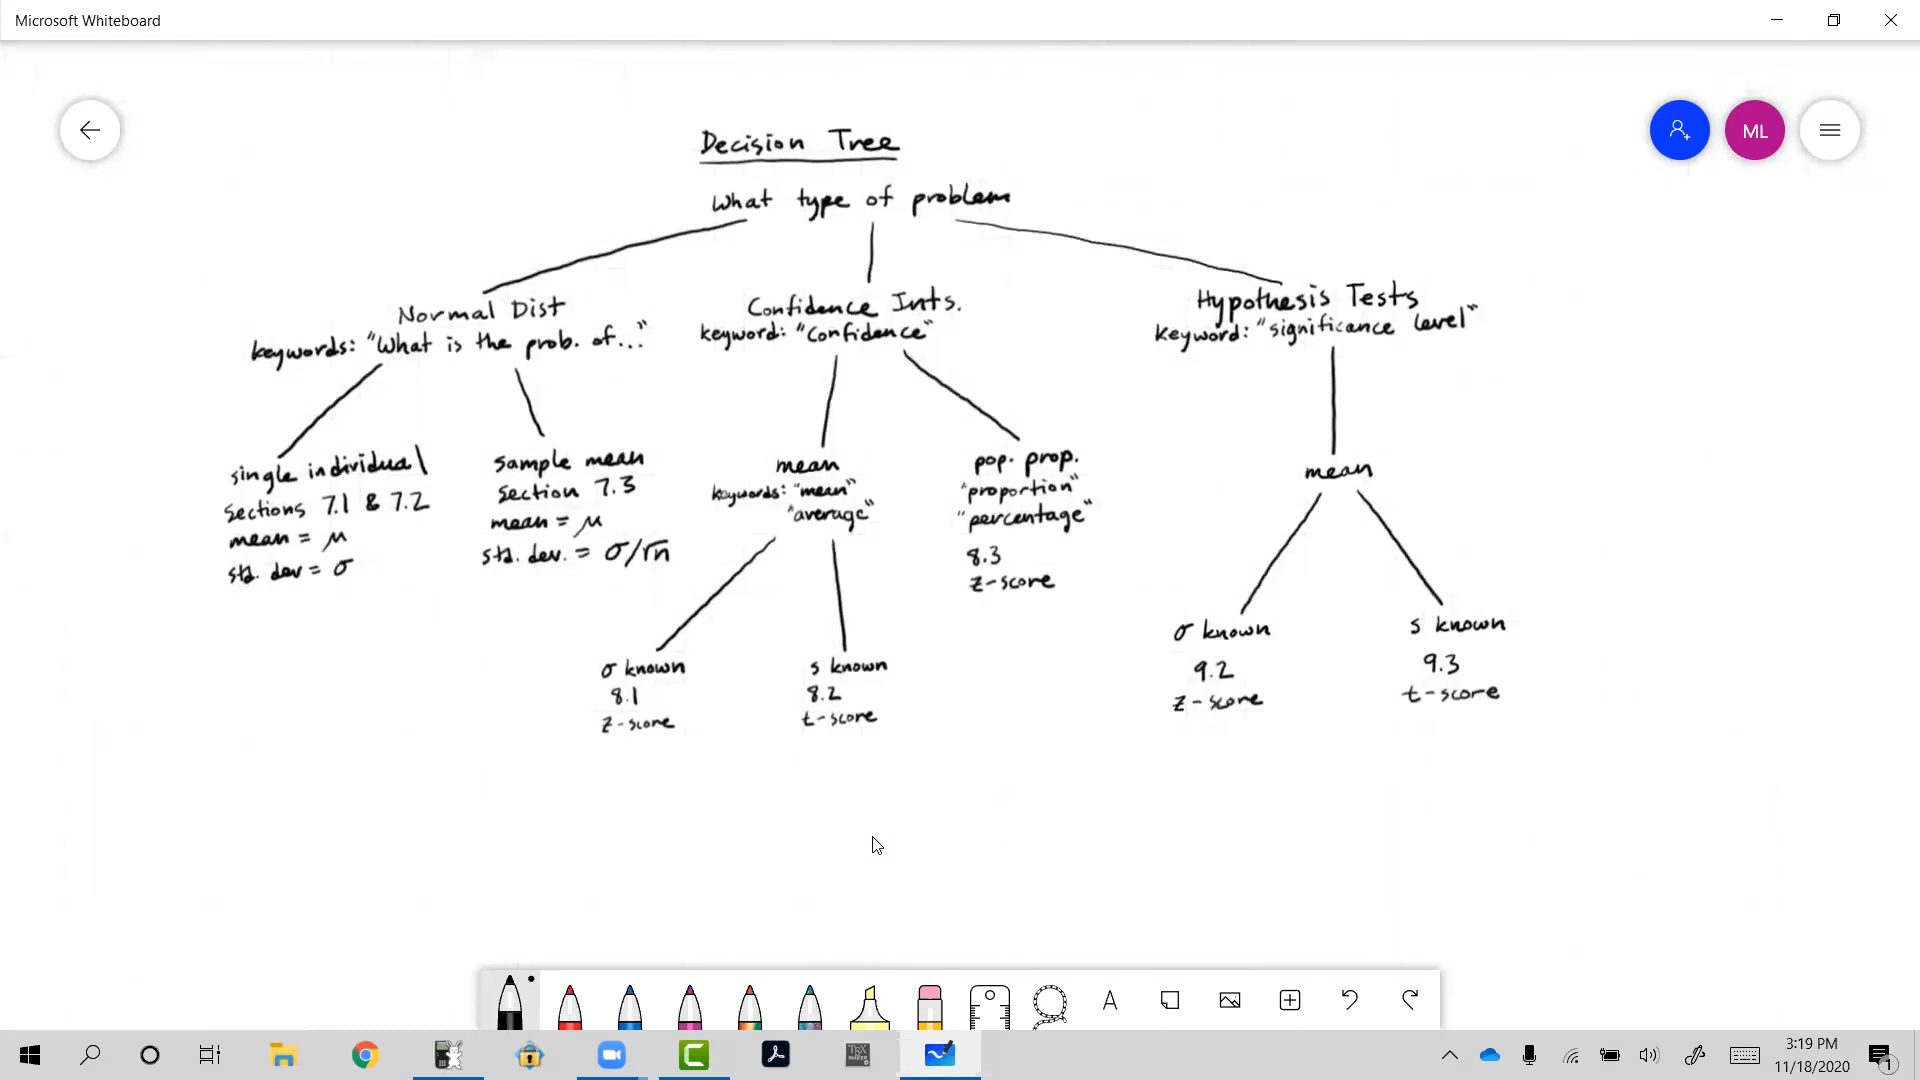 Microsoft Whiteboard
ML
Decision Tree
What type of problem
Normal Dist
keywords: "What is the prob. of..."
single individual
sections 7.1 & 7.2
mean = μ
std. dev = σ
sample mean
section 7.3
mean = μ
std. dev. = σ/√n
Confidence Ints.
keyword: "Confidence"
mean
keywords: "mean"
"average"
σ known
8.1
z-score
s known
8.2
t-score
pop. prop.
"proportion"
"percentage"
8.3
z-score
Hypothesis Tests
keyword: "significance level"
mean
σ known
9.2
z-score
s known
9.3
t-score
A
3:19 PM
11/18/2020
1